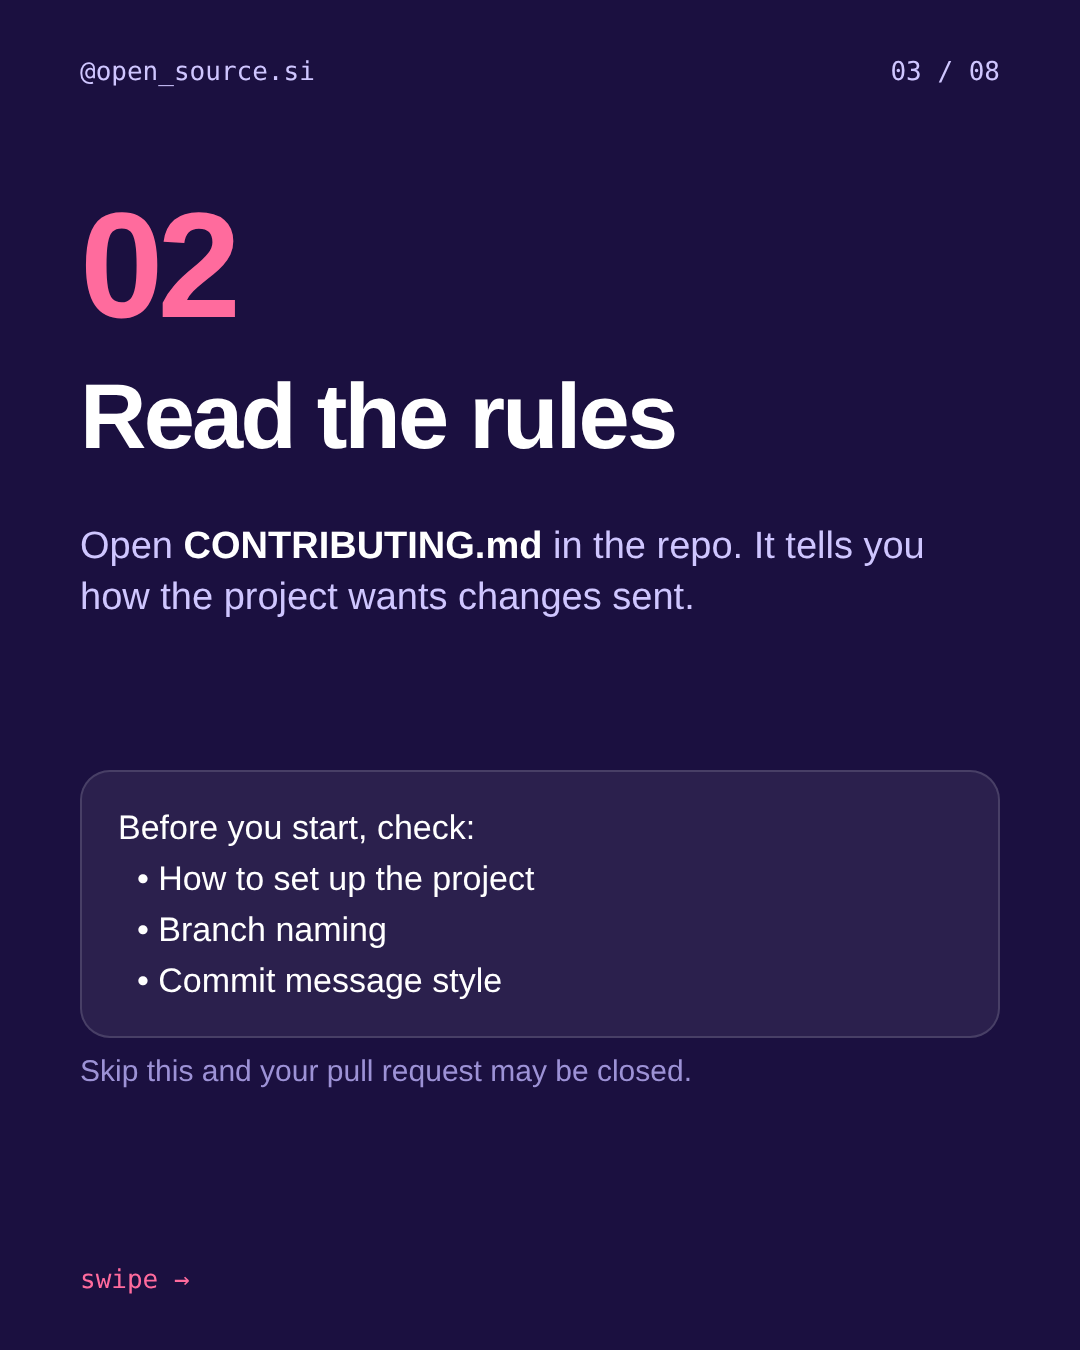 @open_source.si
03 / 08
02
Read the rules
Open CONTRIBUTING.md in the repo. It tells you
how the project wants changes sent.
Before you start, check:
• How to set up the project
• Branch naming
• Commit message style
Skip this and your pull request may be closed.
swipe →